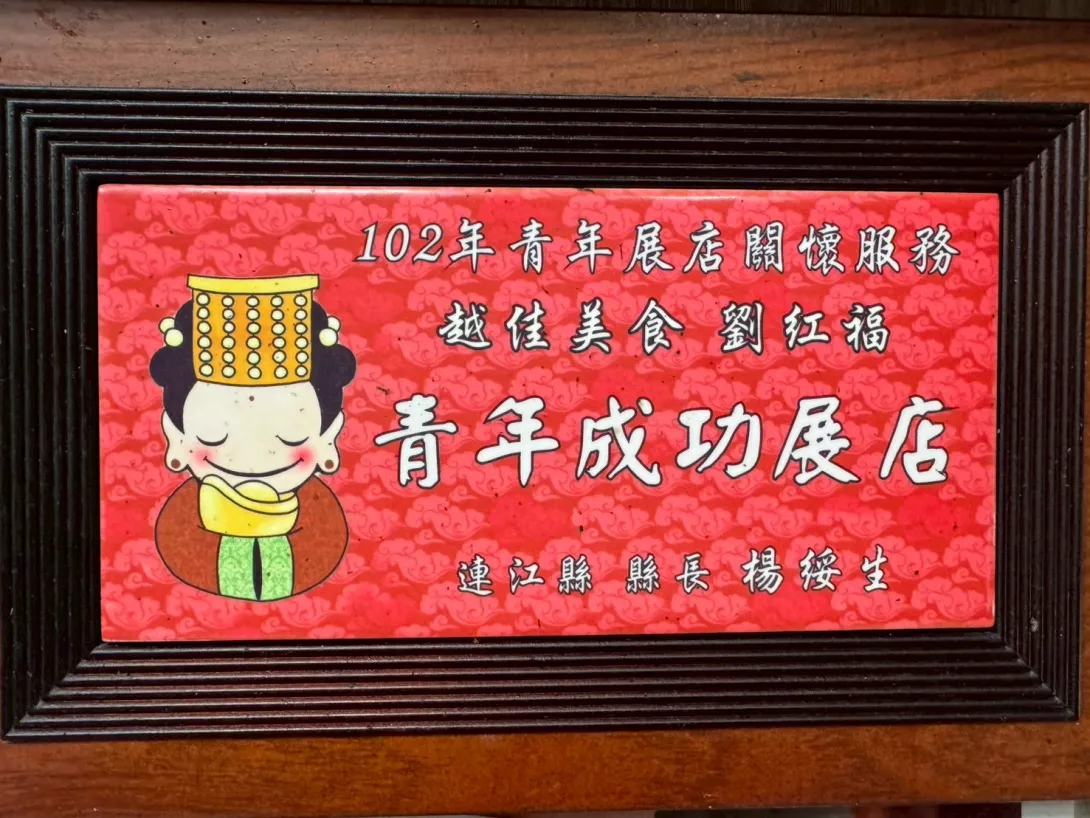 102年青年展店關懷服務
越佳美食 劉紅福
青年成功展店
連江縣 縣長 楊綏生